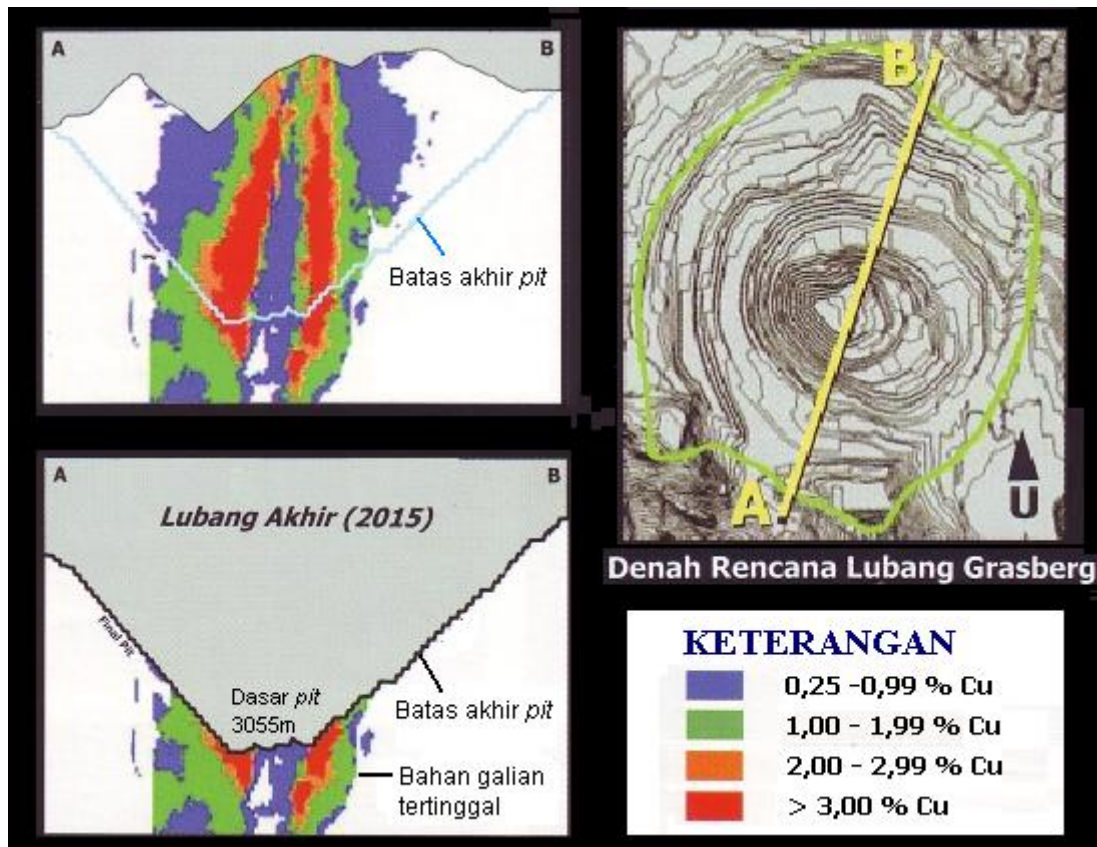 A
B
Batas akhir pit
B
A
U
Denah Rencana Lubang Grasberg
A
B
Lubang Akhir (2015)
Final Pit
Dasar pit
3055m
Batas akhir pit
Bahan galian
tertinggal
KETERANGAN
0,25 -0,99 % Cu
1,00 - 1,99 % Cu
2,00 - 2,99 % Cu
> 3,00 % Cu